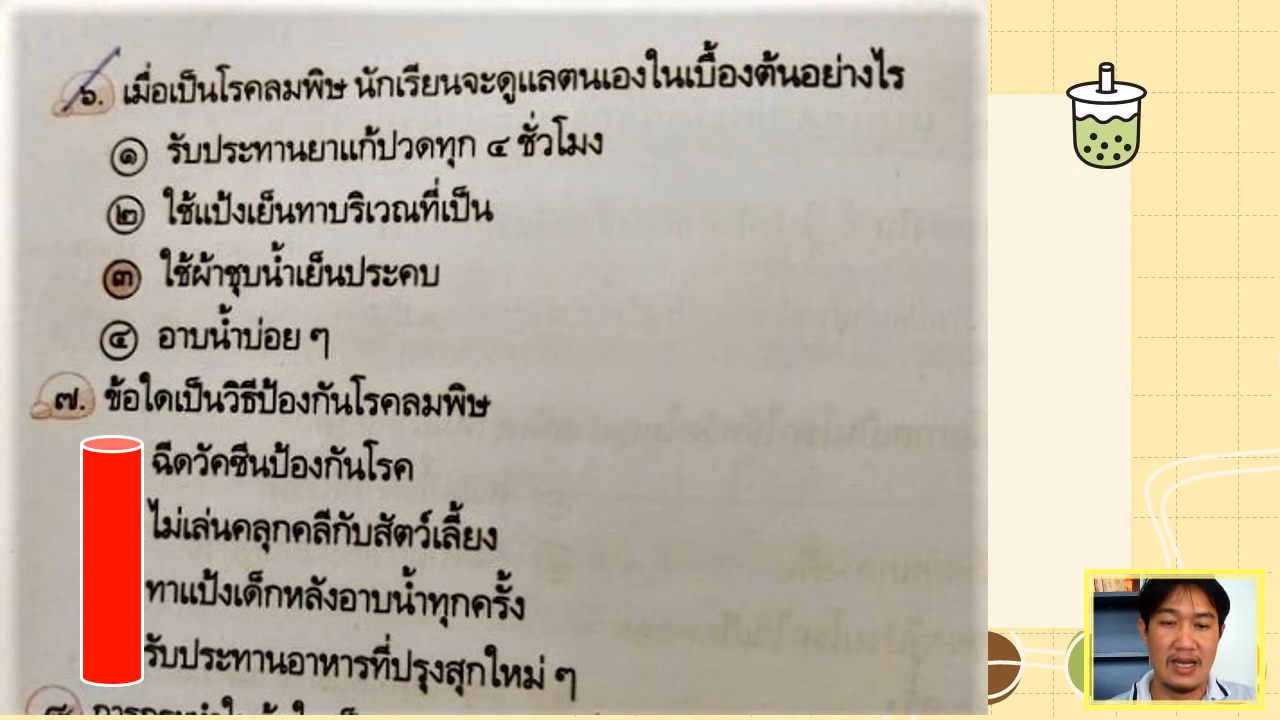 ๖. เมื่อเป็นโรคลมพิษ นักเรียนจะดูแลตนเองในเบื้องต้นอย่างไร
๑ รับประทานยาแก้ปวดทุก ๔ ชั่วโมง
๒ ใช้แป้งเย็นทาบริเวณที่เป็น
๓ ใช้ผ้าชุบน้ำเย็นประคบ
๔ อาบน้ำบ่อย ๆ
๗. ข้อใดเป็นวิธีป้องกันโรคลมพิษ
ฉีดวัคซีนป้องกันโรค
ไม่เล่นคลุกคลีกับสัตว์เลี้ยง
ทาแป้งเด็กหลังอาบน้ำทุกครั้ง
รับประทานอาหารที่ปรุงสุกใหม่ ๆ